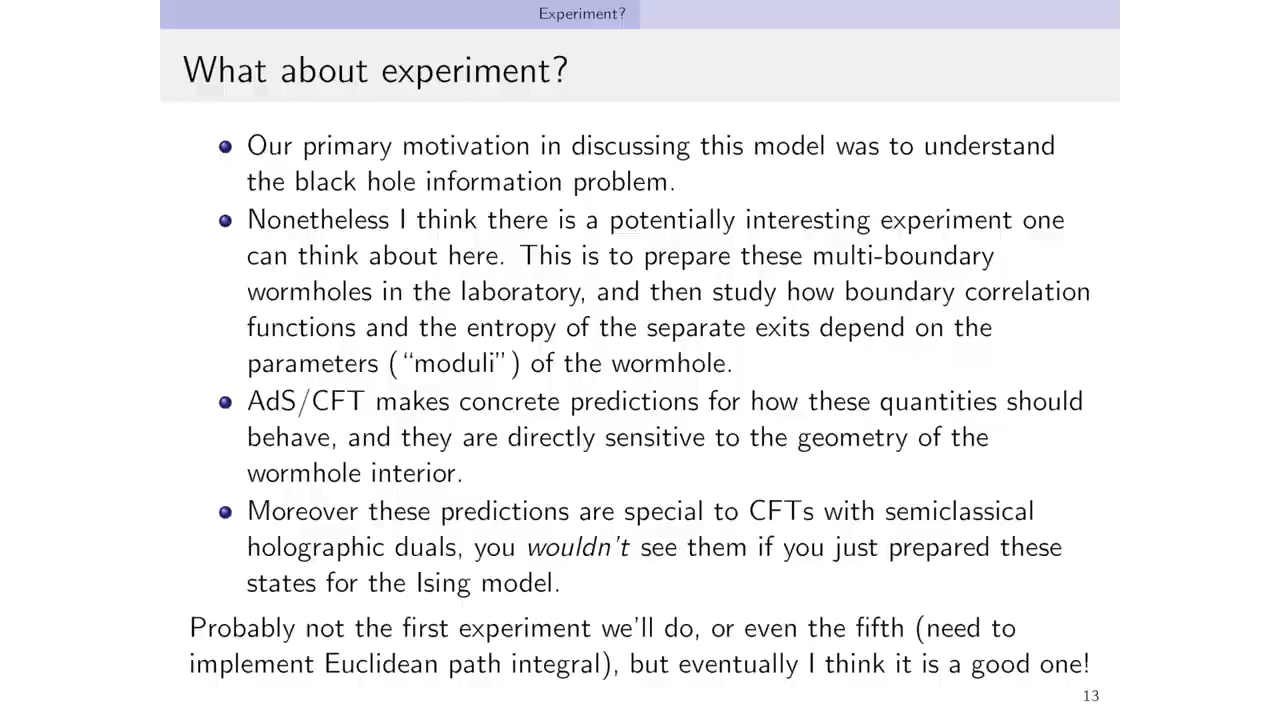 Experiment?
What about experiment?
Our primary motivation in discussing this model was to understand
the black hole information problem.
Nonetheless I think there is a potentially interesting experiment one
can think about here. This is to prepare these multi-boundary
wormholes in the laboratory, and then study how boundary correlation
functions and the entropy of the separate exits depend on the
parameters (“moduli”) of the wormhole.
AdS/CFT makes concrete predictions for how these quantities should
behave, and they are directly sensitive to the geometry of the
wormhole interior.
Moreover these predictions are special to CFTs with semiclassical
holographic duals, you wouldn't see them if you just prepared these
states for the Ising model.
Probably not the first experiment we'll do, or even the fifth (need to
implement Euclidean path integral), but eventually I think it is a good one!
13